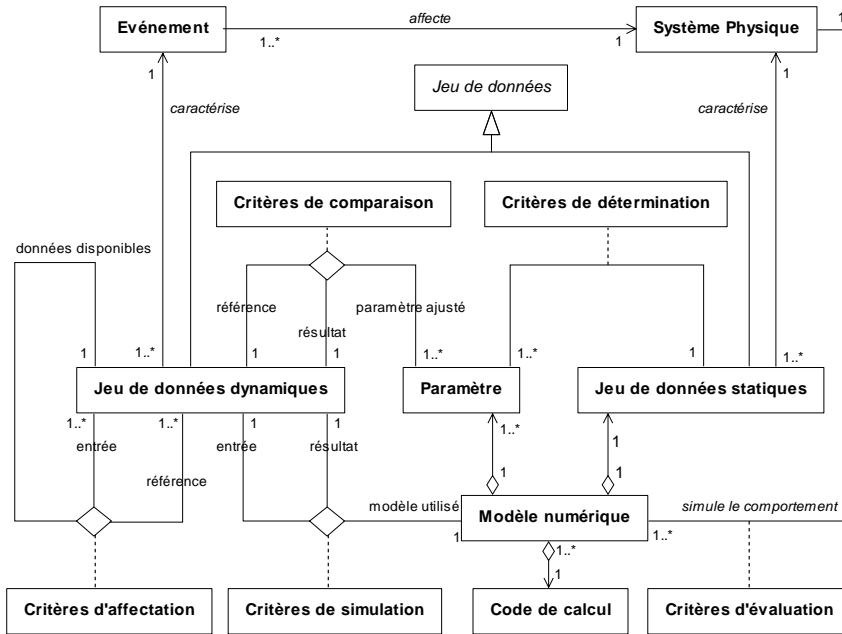 Evénement
affecte
Système Physique
1..*
1
1
1
1
caractérise
Jeu de données
caractérise
Critères de comparaison
Critères de détermination
données disponibles
référence
paramètre ajusté
résultat
1
1..*
1
1
1..*
1..*
1
1..*
Jeu de données dynamiques
Paramètre
Jeu de données statiques
1..*
1..*
1
1
1..*
1
entrée
entrée
résultat
référence
1
1
modèle utilisé
Modèle numérique
simule le comportement
1
1..*
1..*
1
Critères d'affectation
Critères de simulation
Code de calcul
Critères d'évaluation